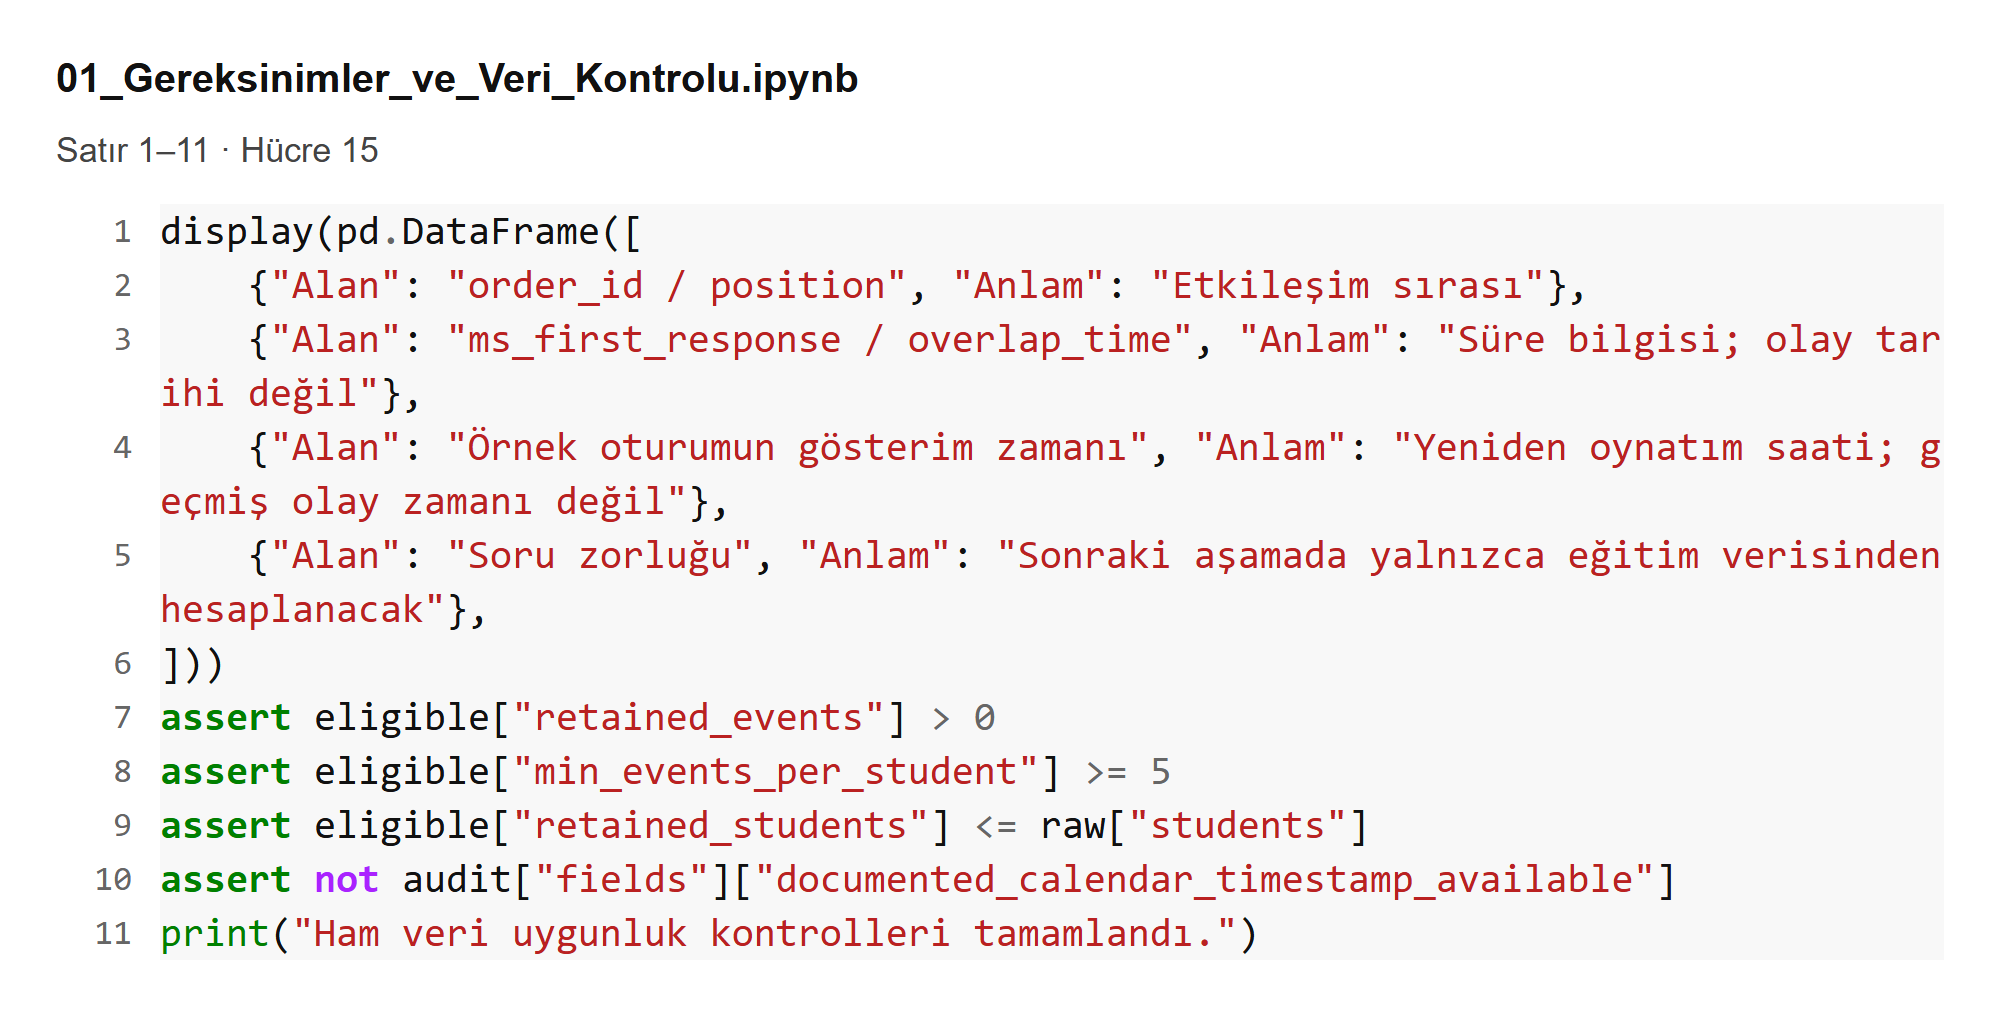 01_Gereksinimler_ve_Veri_Kontrolu.ipynb
Satır 1–11 · Hücre 15
1 display(pd.DataFrame([
2     {"Alan": "order_id / position", "Anlam": "Etkileşim sırası"},
3     {"Alan": "ms_first_response / overlap_time", "Anlam": "Süre bilgisi; olay tar
ihi değil"},
4     {"Alan": "Örnek oturumun gösterim zamanı", "Anlam": "Yeniden oynatım saati; g
eçmiş olay zamanı değil"},
5     {"Alan": "Soru zorluğu", "Anlam": "Sonraki aşamada yalnızca eğitim verisinden
hesaplanacak"},
6 ]))
7 assert eligible["retained_events"] > 0
8 assert eligible["min_events_per_student"] >= 5
9 assert eligible["retained_students"] <= raw["students"]
10 assert not audit["fields"]["documented_calendar_timestamp_available"]
11 print("Ham veri uygunluk kontrolleri tamamlandı.")